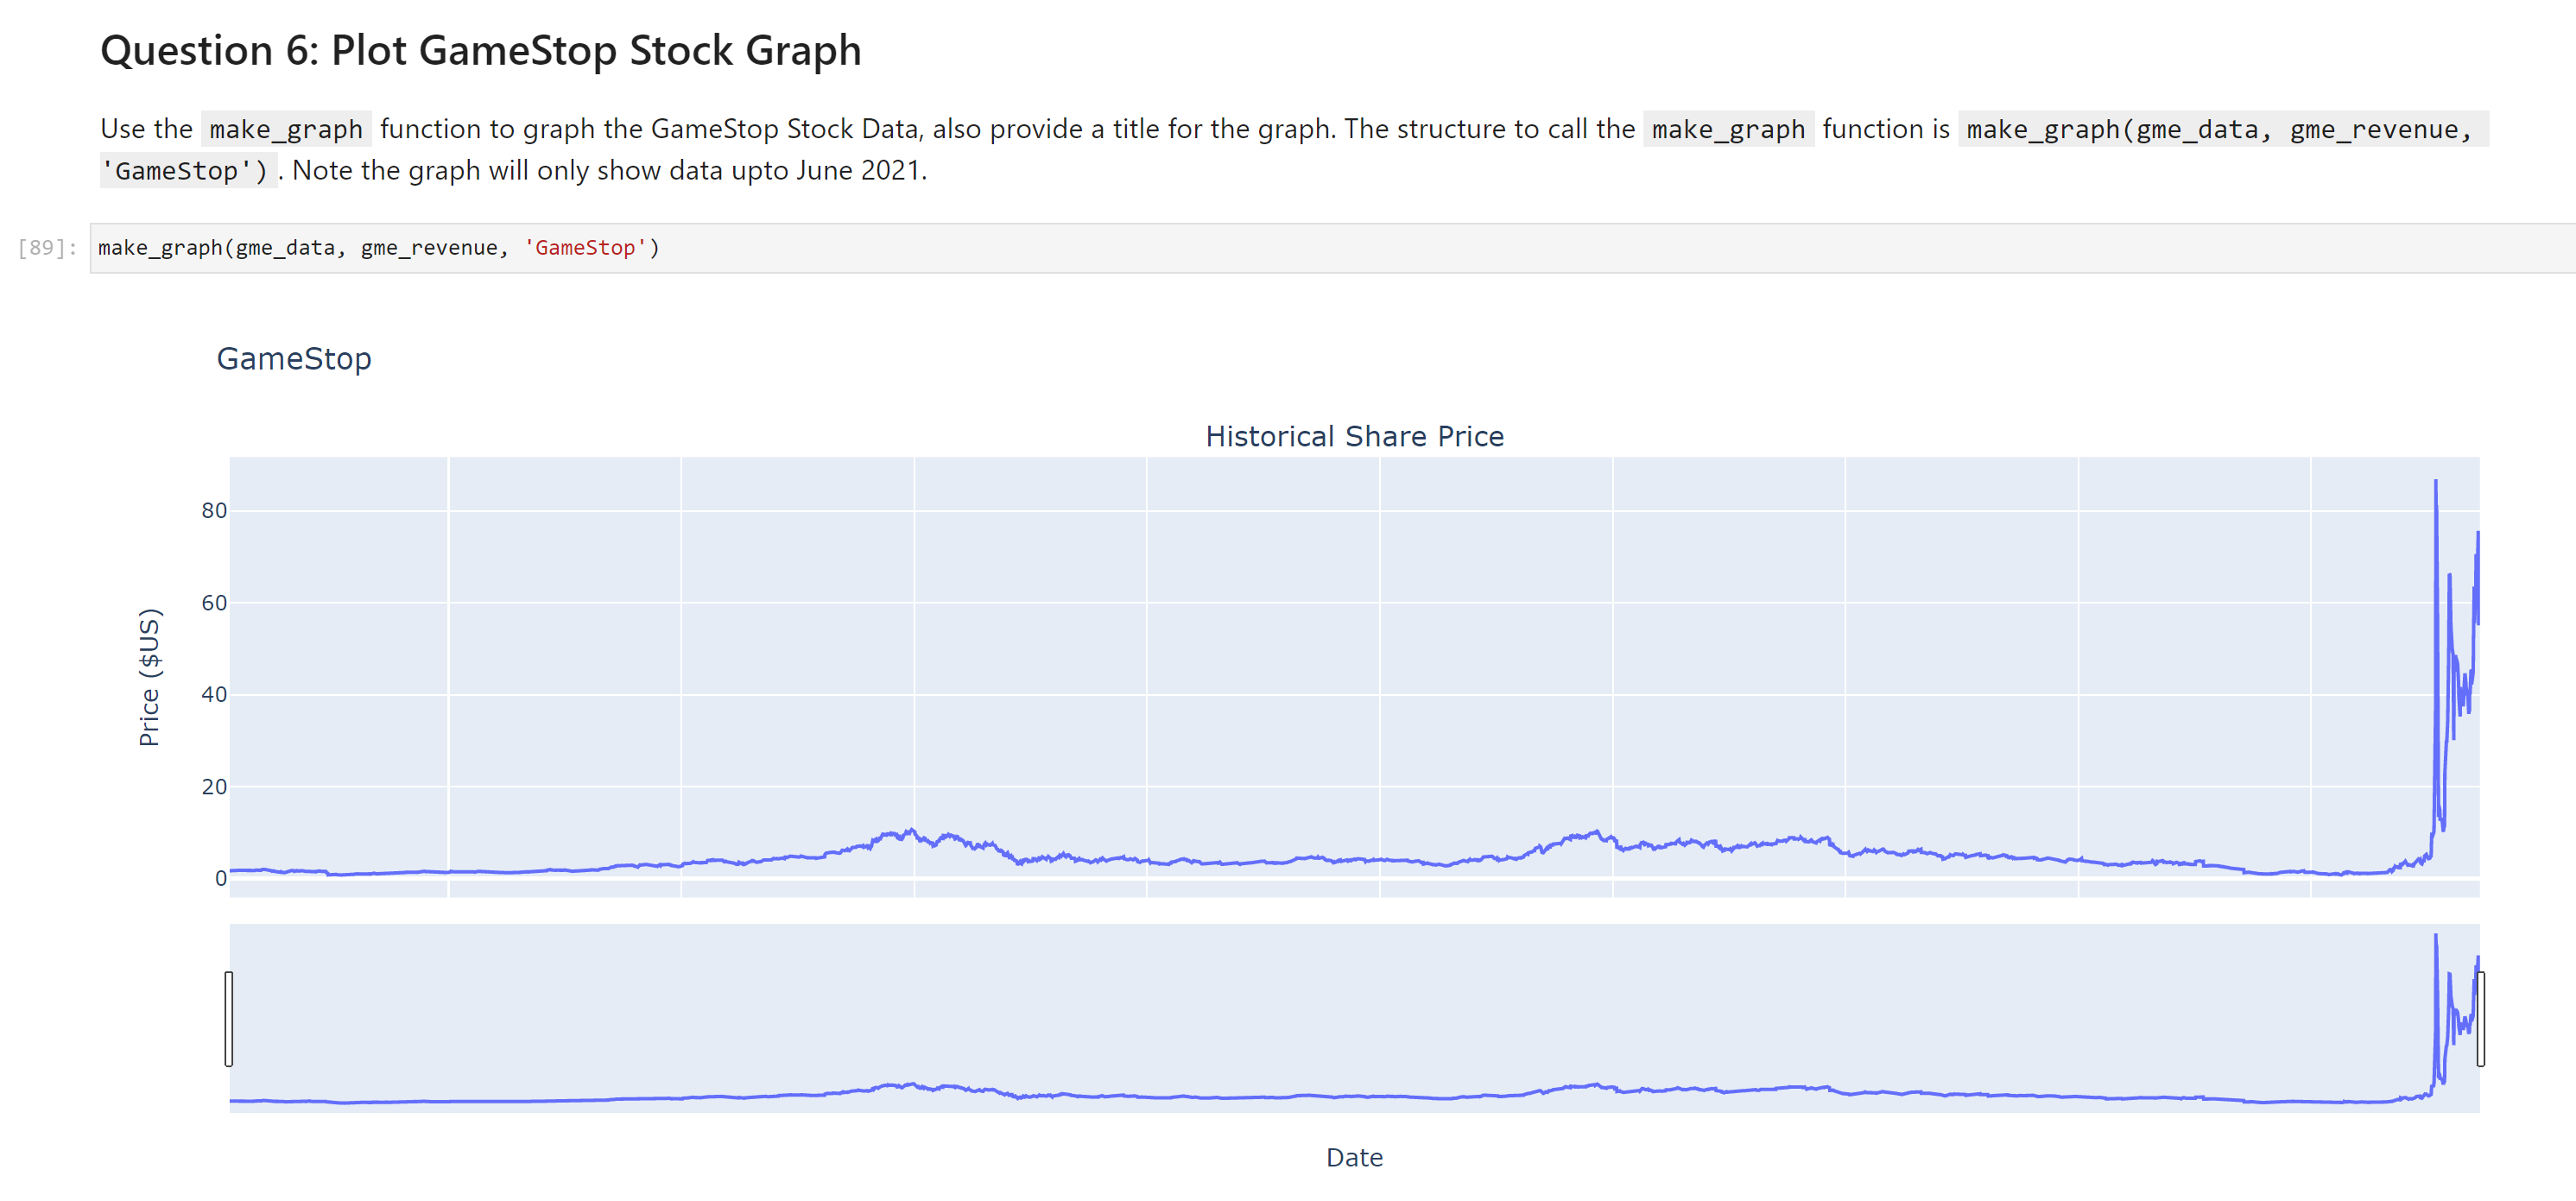 Question 6: Plot GameStop Stock Graph
Use the make_graph function to graph the GameStop Stock Data, also provide a title for the graph. The structure to call the make_graph function is make_graph(gme_data, gme_revenue,
'GameStop'). Note the graph will only show data upto June 2021.
[89]: make_graph(gme_data, gme_revenue, 'GameStop')
GameStop
Historical Share Price
80
60
40
20
0
Price ($US)
Date